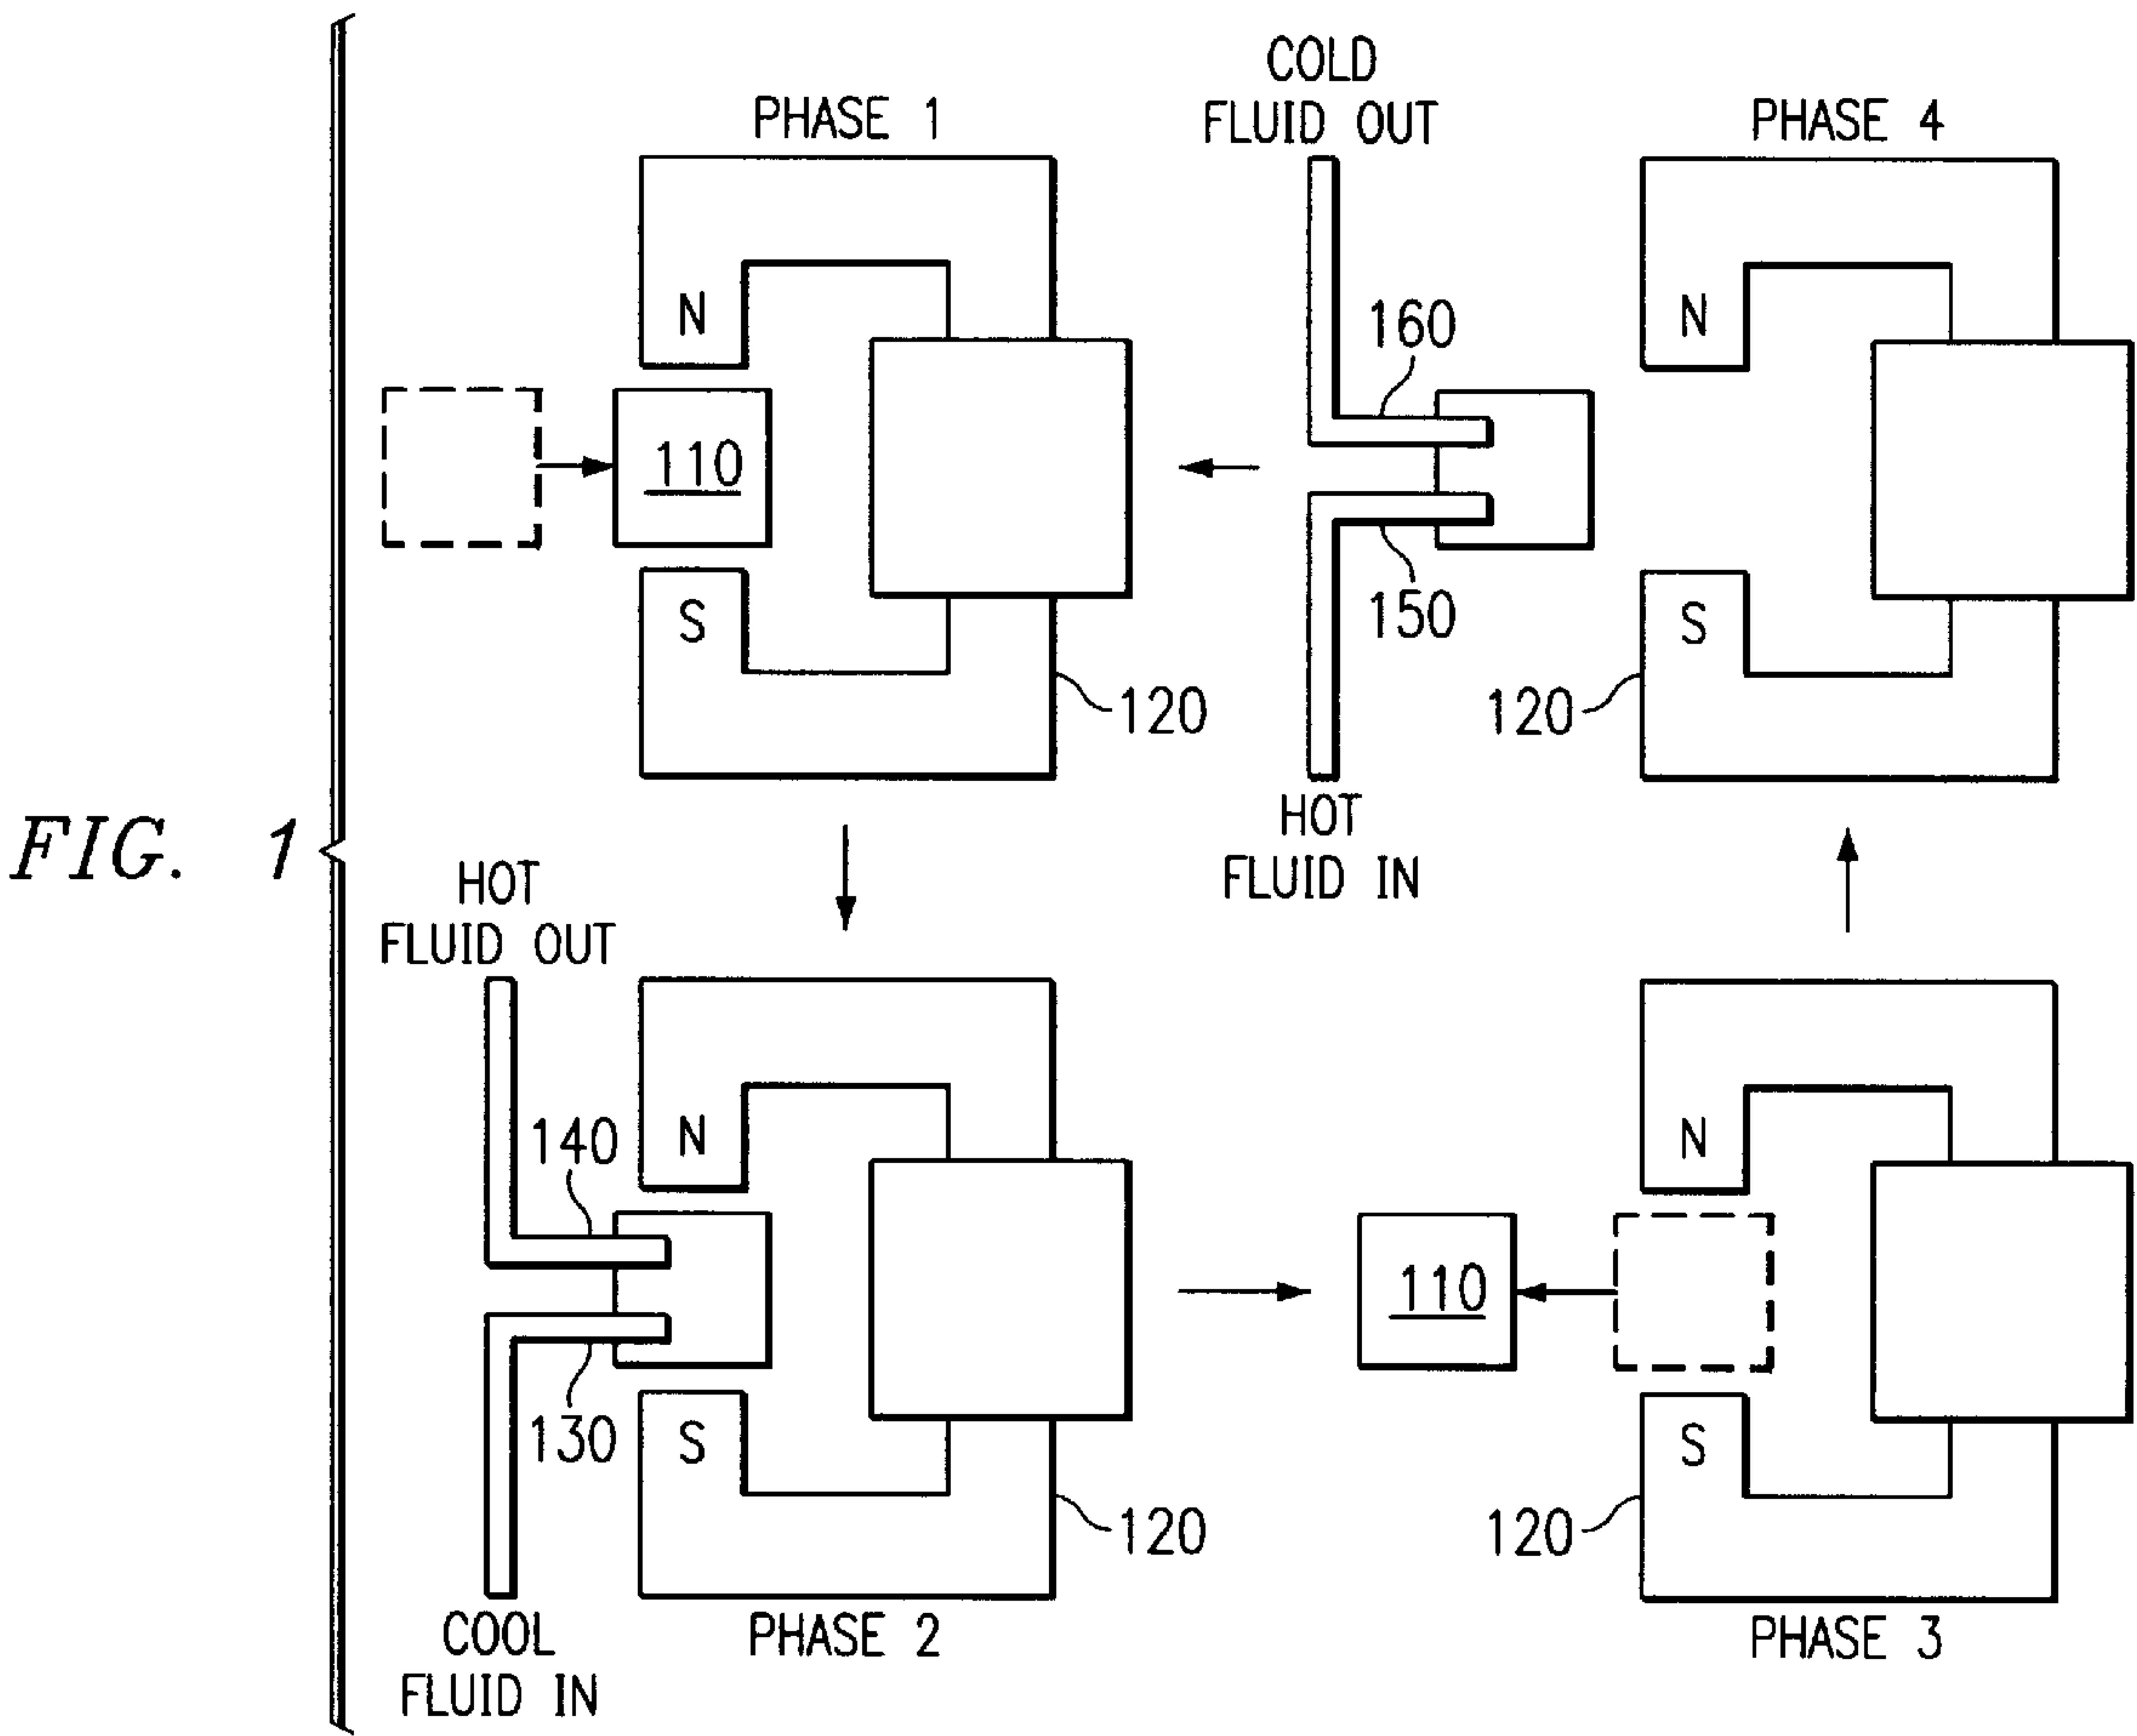 FIG. 1
PHASE 1
N
110
S
120
COLD
FLUID OUT
160
150
HOT
FLUID IN
PHASE 4
N
S
120
HOT
FLUID OUT
140
130
COOL
FLUID IN
N
S
120
PHASE 2
110
N
S
120
PHASE 3